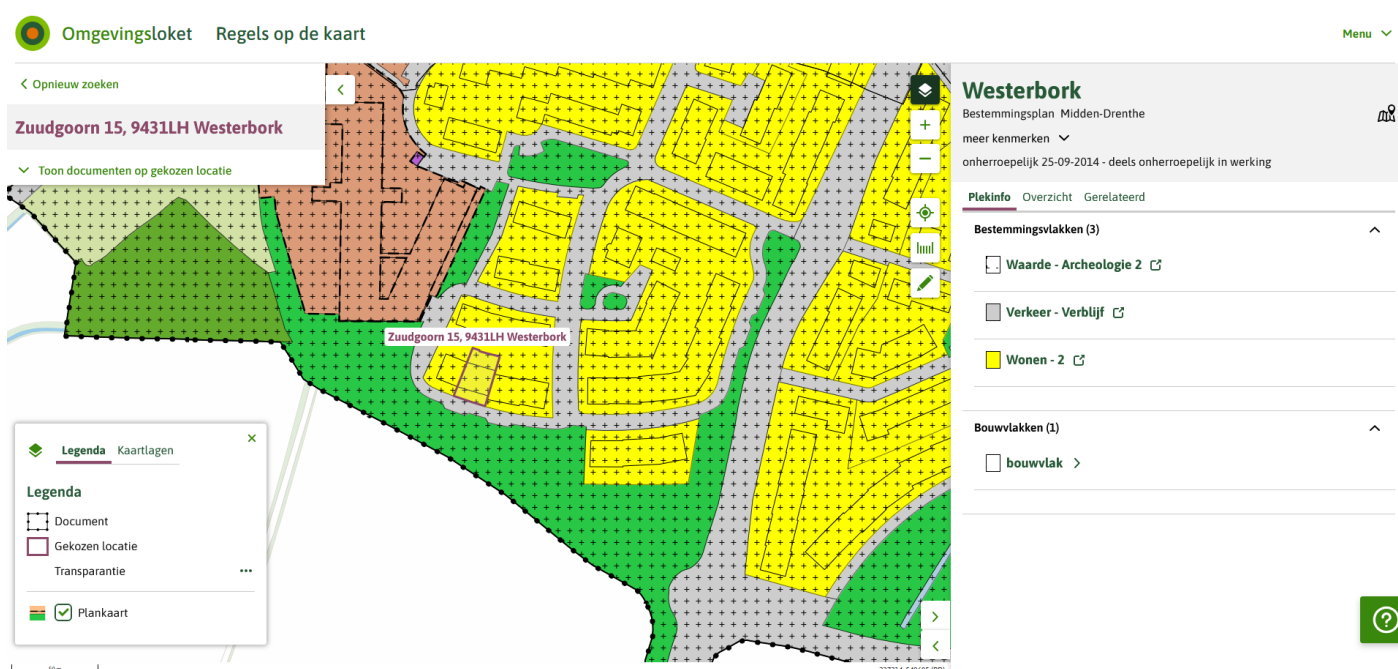 Omgevingsloket Regels op de kaart
Menu
Opnieuw zoeken
Zuudgoorn 15, 9431LH Westerbork
Toon documenten op gekozen locatie
Zuudgoorn 15, 9431LH Westerbork
Legenda Kaartlagen
Legenda
Document
Gekozen locatie
Transparantie
Plankaart
Westerbork
Bestemmingsplan Midden-Drenthe
meer kenmerken
onherroepelijk 25-09-2014 - deels onherroepelijk in werking
Plekinfo Overzicht Gerelateerd
Bestemmingsvlakken (3)
Waarde - Archeologie 2
Verkeer - Verblijf
Wonen - 2
Bouwvlakken (1)
bouwvlak